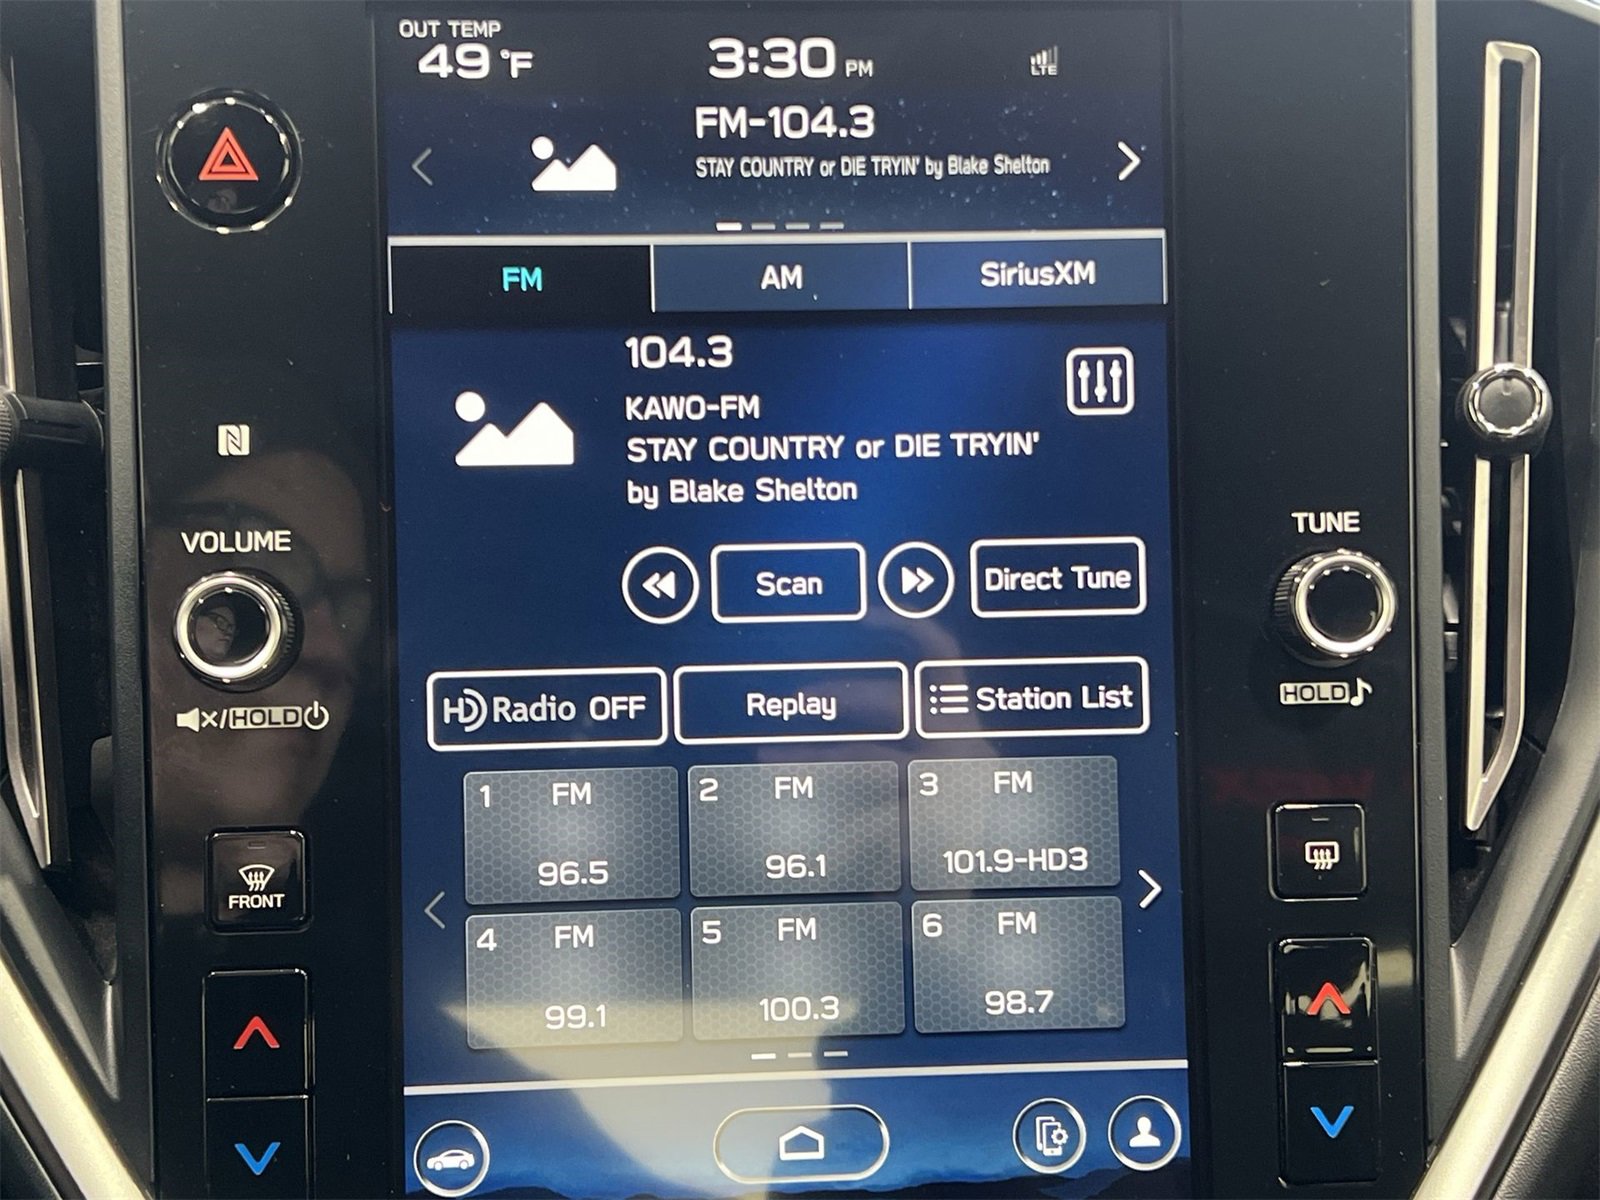 OUT TEMP
49 °F
3:30 PM
LTE
FM-104.3
STAY COUNTRY or DIE TRYIN' by Blake Shelton
FM
AM
SiriusXM
104.3
KAWO-FM
STAY COUNTRY or DIE TRYIN'
by Blake Shelton
Scan
Direct Tune
HD Radio OFF
Replay
Station List
1 FM
96.5
2 FM
96.1
3 FM
101.9-HD3
4 FM
99.1
5 FM
100.3
6 FM
98.7
N
VOLUME
/HOLD
FRONT
TUNE
HOLD